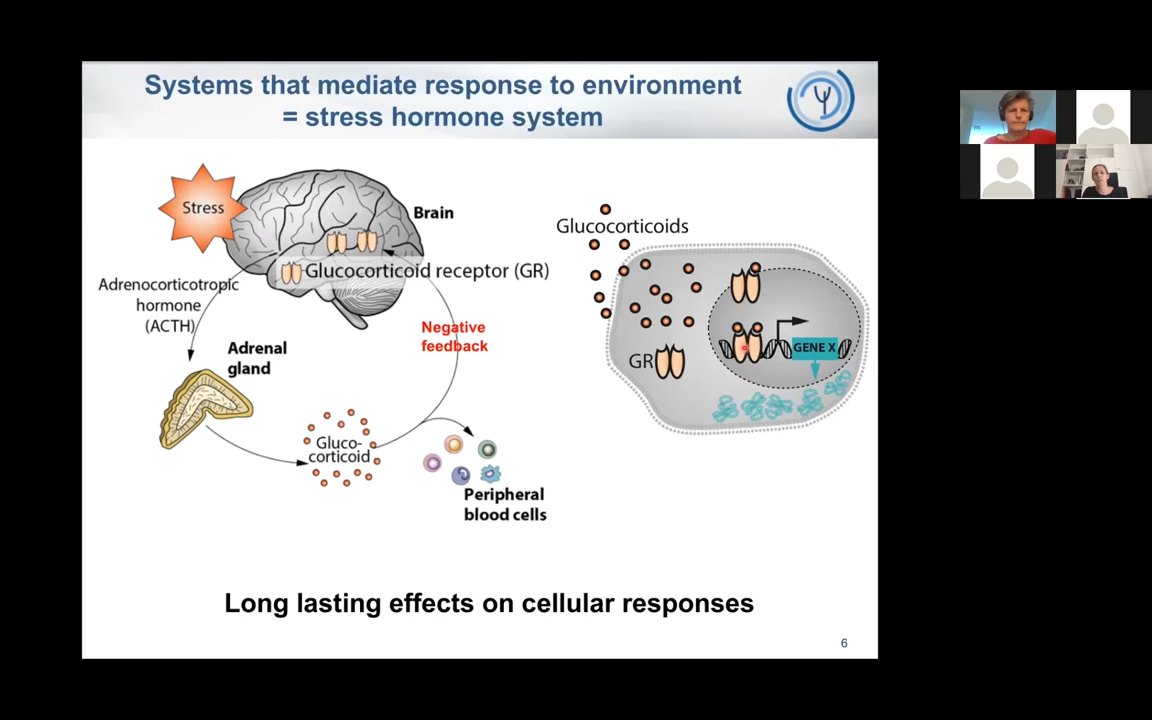 Systems that mediate response to environment
= stress hormone system
Stress
Brain
Glucocorticoid receptor (GR)
Adrenocorticotropic
hormone
(ACTH)
Negative
feedback
Adrenal
gland
Gluco-
corticoid
Peripheral
blood cells
Glucocorticoids
GR
GENE X
Long lasting effects on cellular responses
6